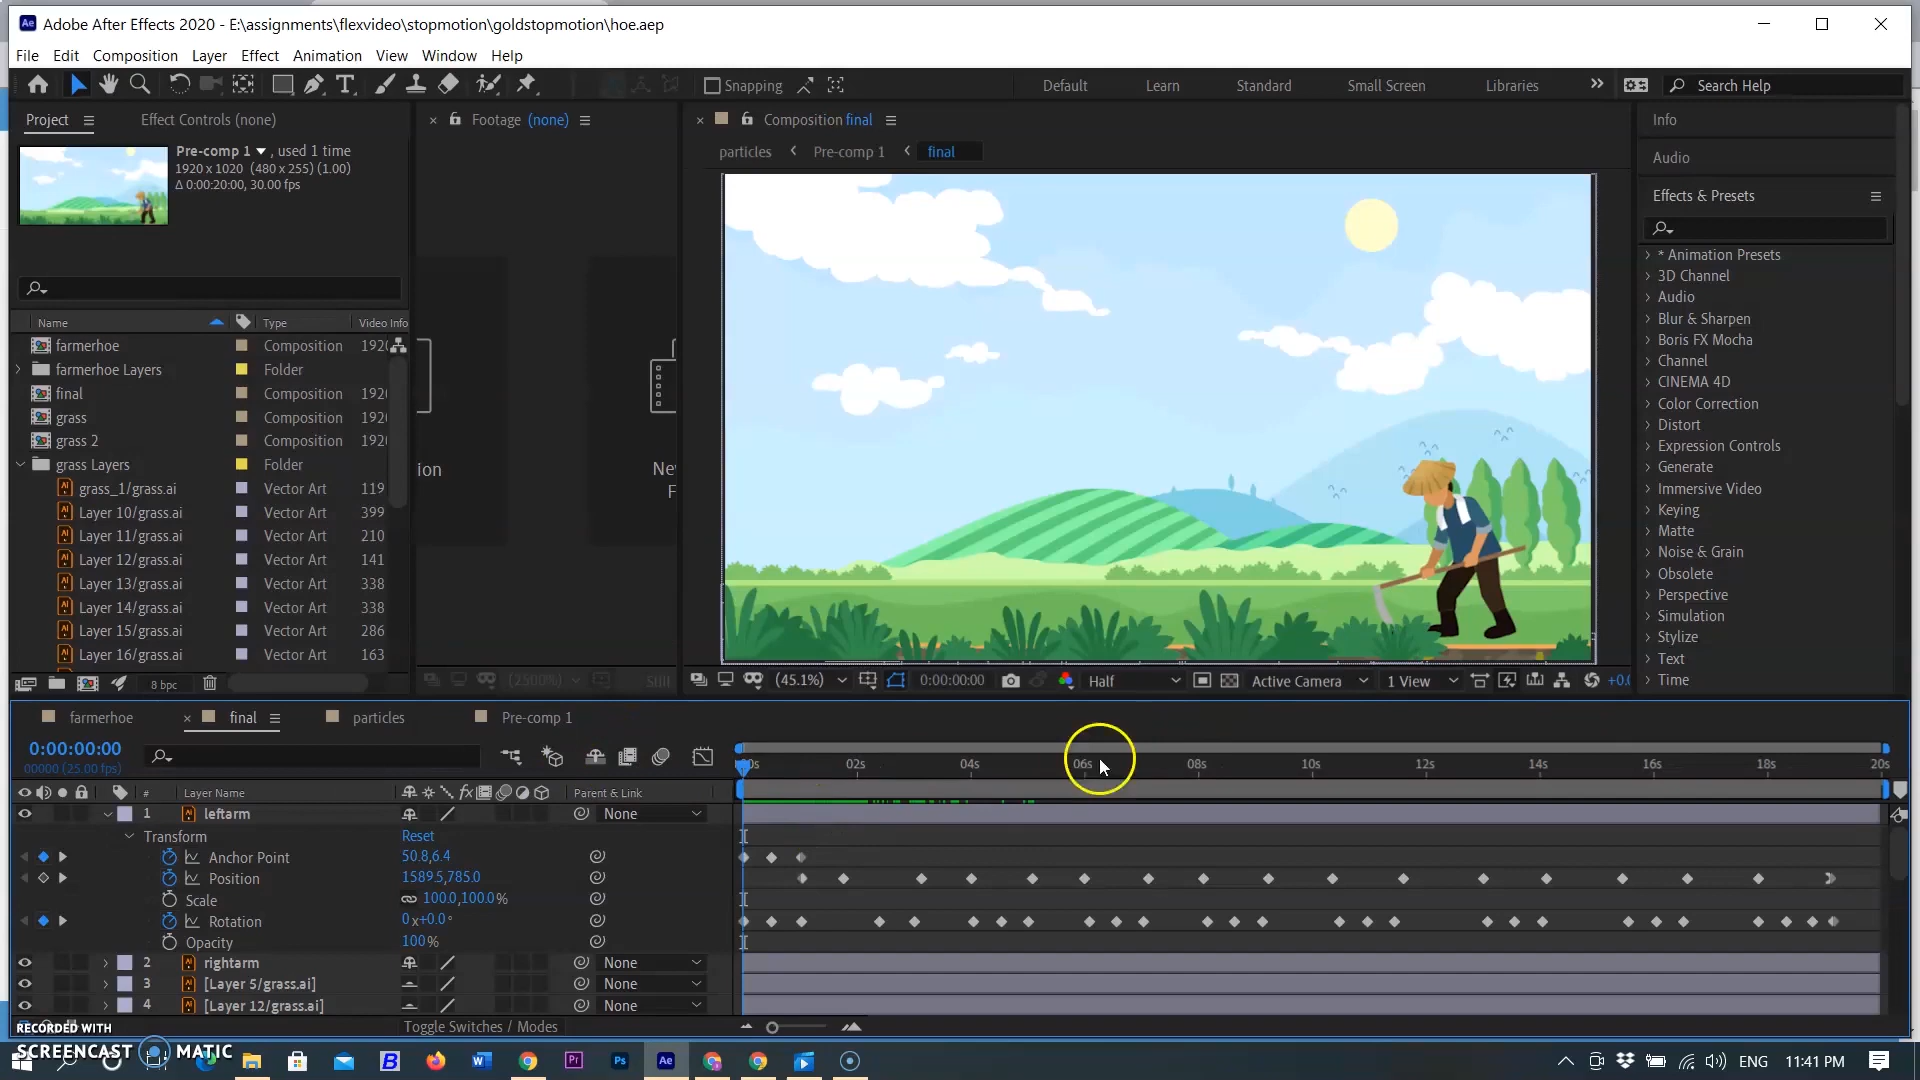 Adobe After Effects 2020 - E:\assignments\flexvideo\stopmotion\goldstopmotion\hoe.aep
File Edit Composition Layer Effect Animation View Window Help
Snapping Default Learn Standard Small Screen Libraries Search Help
Project Effect Controls (none) Footage (none) Composition final Info
particles Pre-comp 1 final
Audio
Pre-comp 1 , used 1 time
1920 x 1020 (480 x 255) (1.00)
Δ 0:00:20:00, 30.00 fps
Effects & Presets
* Animation Presets
3D Channel
Audio
Blur & Sharpen
Boris FX Mocha
Channel
CINEMA 4D
Color Correction
Distort
Expression Controls
Generate
Immersive Video
Keying
Matte
Noise & Grain
Obsolete
Perspective
Simulation
Stylize
Text
Time
Name Type Video Info
farmerhoe Composition 192
farmerhoe Layers Folder
final Composition 192
grass Composition 192
grass 2 Composition 192
grass Layers Folder
grass_1/grass.ai Vector Art 119
Layer 10/grass.ai Vector Art 399
Layer 11/grass.ai Vector Art 210
Layer 12/grass.ai Vector Art 141
Layer 13/grass.ai Vector Art 338
Layer 14/grass.ai Vector Art 338
Layer 15/grass.ai Vector Art 286
Layer 16/grass.ai Vector Art 163
ion
Ne
F
8 bpc
(2500%)
(45.1%) 0:00:00:00 Half Active Camera 1 View +0.0
farmerhoe final particles Pre-comp 1
0:00:00:00
00000 (25.00 fps)
00s 02s 04s 06s 08s 10s 12s 14s 16s 18s 20s
# Layer Name fx Parent & Link
1 leftarm None
Transform Reset
Anchor Point 50.8,6.4
Position 1589.5,785.0
Scale 100.0,100.0%
Rotation 0x+0.0°
Opacity 100%
2 rightarm None
3 [Layer 5/grass.ai] None
4 [Layer 12/grass.ai] None
Toggle Switches / Modes
RECORDED WITH
SCREENCAST MATIC
ENG 11:41 PM